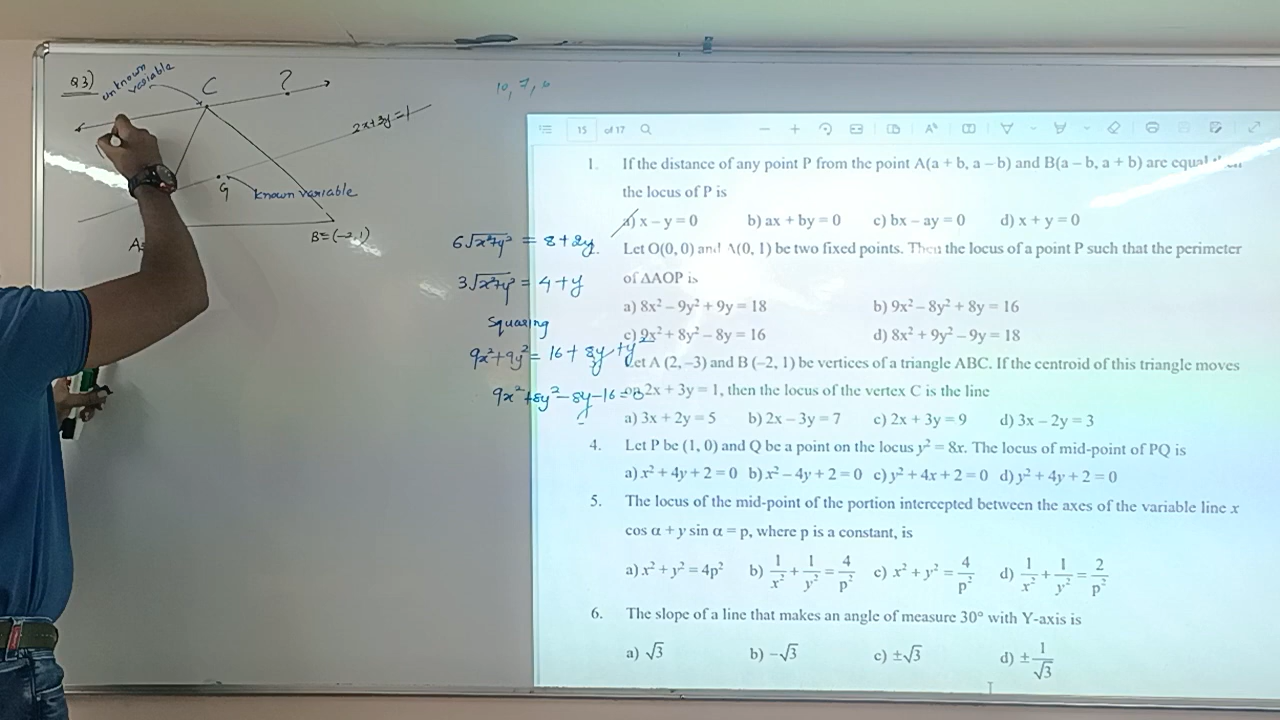 Q3)
unknown variable
C
?
2x+3y=1
G
known variable
A=
B=(-2,1)
10, 7, 6
6√x²+y² = 8+2y.
3√x²+y² = 4+y
Squaring
9x²+9y² = 16+8y+y²
9x²+8y²-8y-16=0
15 of 17
1. If the distance of any point P from the point A(a + b, a – b) and B(a – b, a + b) are equal then
the locus of P is
a) x – y = 0 b) ax + by = 0 c) bx – ay = 0 d) x + y = 0
Let O(0, 0) and A(0, 1) be two fixed points. Then the locus of a point P such that the perimeter
of ΔAOP is
a) 8x² – 9y² + 9y = 18 b) 9x² – 8y² + 8y = 16
c) 9x² + 8y² – 8y = 16 d) 8x² + 9y² – 9y = 18
Let A (2, –3) and B (–2, 1) be vertices of a triangle ABC. If the centroid of this triangle moves
on 2x + 3y = 1, then the locus of the vertex C is the line
a) 3x + 2y = 5 b) 2x – 3y = 7 c) 2x + 3y = 9 d) 3x – 2y = 3
4. Let P be (1, 0) and Q be a point on the locus y² = 8x. The locus of mid-point of PQ is
a) x² + 4y + 2 = 0 b) x² – 4y + 2 = 0 c) y² + 4x + 2 = 0 d) y² + 4y + 2 = 0
5. The locus of the mid-point of the portion intercepted between the axes of the variable line x
cos α + y sin α = p, where p is a constant, is
a) x² + y² = 4p² b) 1/x² + 1/y² = 4/p² c) x² + y² = 4/p² d) 1/x² + 1/y² = 2/p²
6. The slope of a line that makes an angle of measure 30° with Y-axis is
a) √3 b) –√3 c) ±√3 d) ± 1/√3